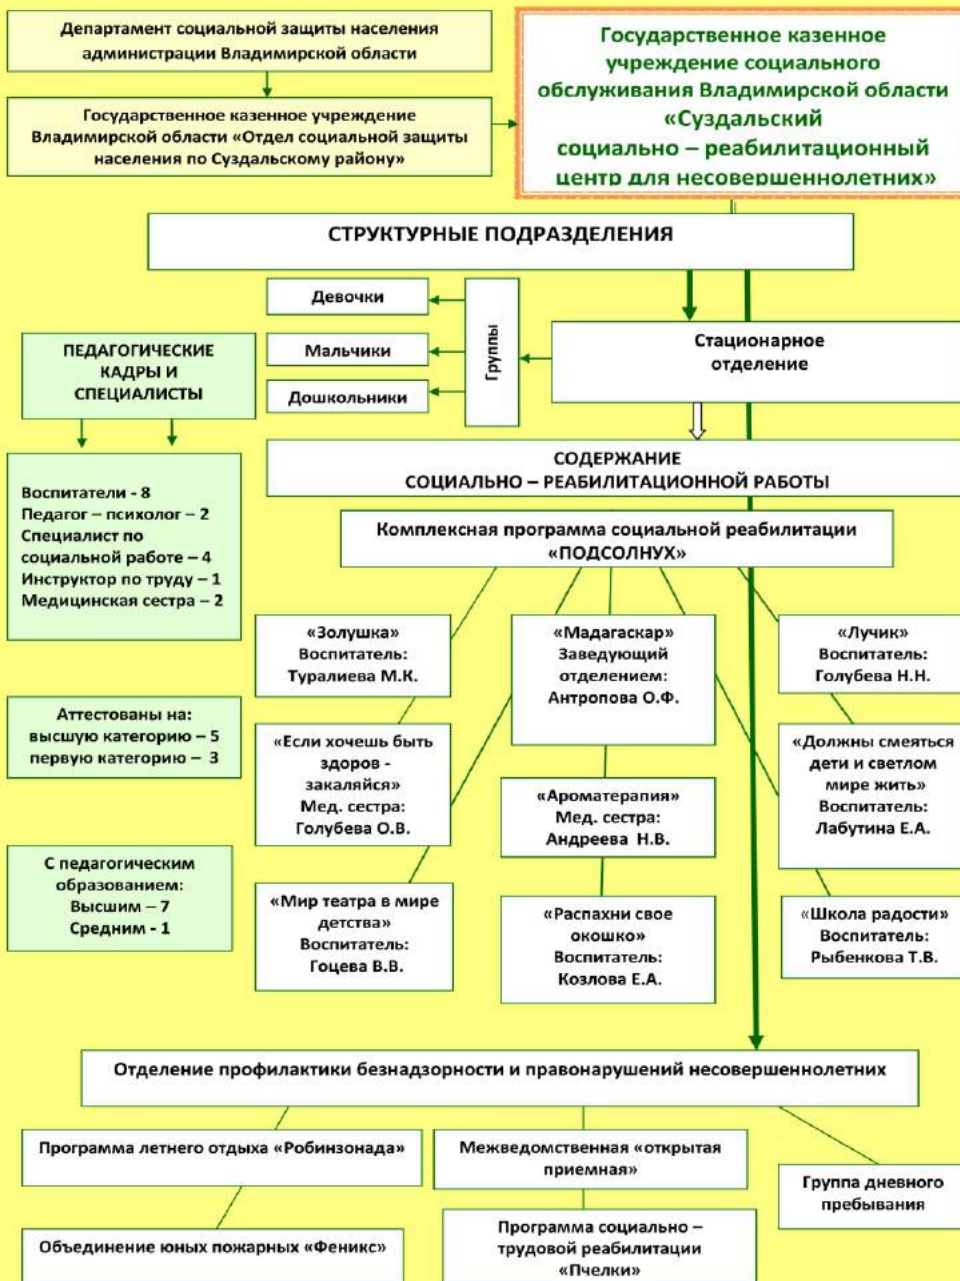 Департамент социальной защиты населения
администрации Владимирской области
Государственное казенное учреждение
Владимирской области «Отдел социальной защиты
населения по Суздальскому району»
Государственное казенное
учреждение социального
обслуживания Владимирской области
«Суздальский
социально – реабилитационный
центр для несовершеннолетних»
СТРУКТУРНЫЕ ПОДРАЗДЕЛЕНИЯ
Девочки
Мальчики
Дошкольники
Группы
Стационарное
отделение
ПЕДАГОГИЧЕСКИЕ
КАДРЫ И
СПЕЦИАЛИСТЫ
Воспитатели - 8
Педагог – психолог – 2
Специалист по
социальной работе – 4
Инструктор по труду – 1
Медицинская сестра – 2
Аттестованы на:
высшую категорию – 5
первую категорию – 3
С педагогическим
образованием:
Высшим – 7
Средним - 1
СОДЕРЖАНИЕ
СОЦИАЛЬНО – РЕАБИЛИТАЦИОННОЙ РАБОТЫ
Комплексная программа социальной реабилитации
«ПОДСОЛНУХ»
«Золушка»
Воспитатель:
Туралиева М.К.
«Мадагаскар»
Заведующий
отделением:
Антропова О.Ф.
«Лучик»
Воспитатель:
Голубева Н.Н.
«Если хочешь быть
здоров -
закаляйся»
Мед. сестра:
Голубева О.В.
«Ароматерапия»
Мед. сестра:
Андреева Н.В.
«Должны смеяться
дети и светлом
мире жить»
Воспитатель:
Лабутина Е.А.
«Мир театра в мире
детства»
Воспитатель:
Гоцева В.В.
«Распахни свое
окошко»
Воспитатель:
Козлова Е.А.
«Школа радости»
Воспитатель:
Рыбенкова Т.В.
Отделение профилактики безнадзорности и правонарушений несовершеннолетних
Программа летнего отдыха «Робинзонада»
Межведомственная «открытая
приемная»
Группа дневного
пребывания
Объединение юных пожарных «Феникс»
Программа социально –
трудовой реабилитации
«Пчелки»